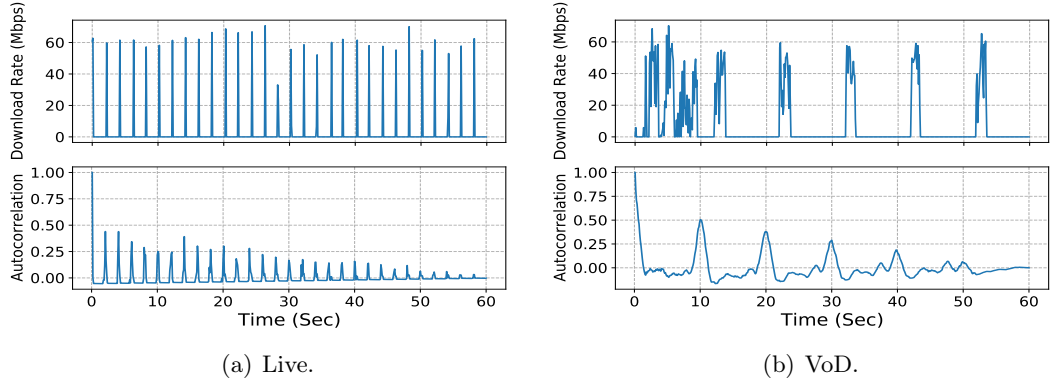 Download Rate (Mbps)
60
40
20
0
Autocorrelation
1.00
0.75
0.50
0.25
0.00
0 10 20 30 40 50 60
Time (Sec)
(a) Live.
Download Rate (Mbps)
60
40
20
0
Autocorrelation
1.00
0.75
0.50
0.25
0.00
0 10 20 30 40 50 60
Time (Sec)
(b) VoD.